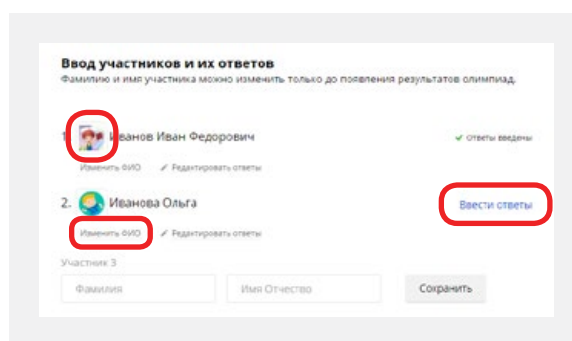 Ввод участников и их ответов
Фамилию и имя участника можно изменить только до появления результатов олимпиад.
1. Иванов Иван Федорович ✔ Ответы введены
Изменить ФИО Редактировать ответы
2. Иванова Ольга Ввести ответы
Изменить ФИО Редактировать ответы
Участник 3
Фамилия Имя Отчество Сохранить